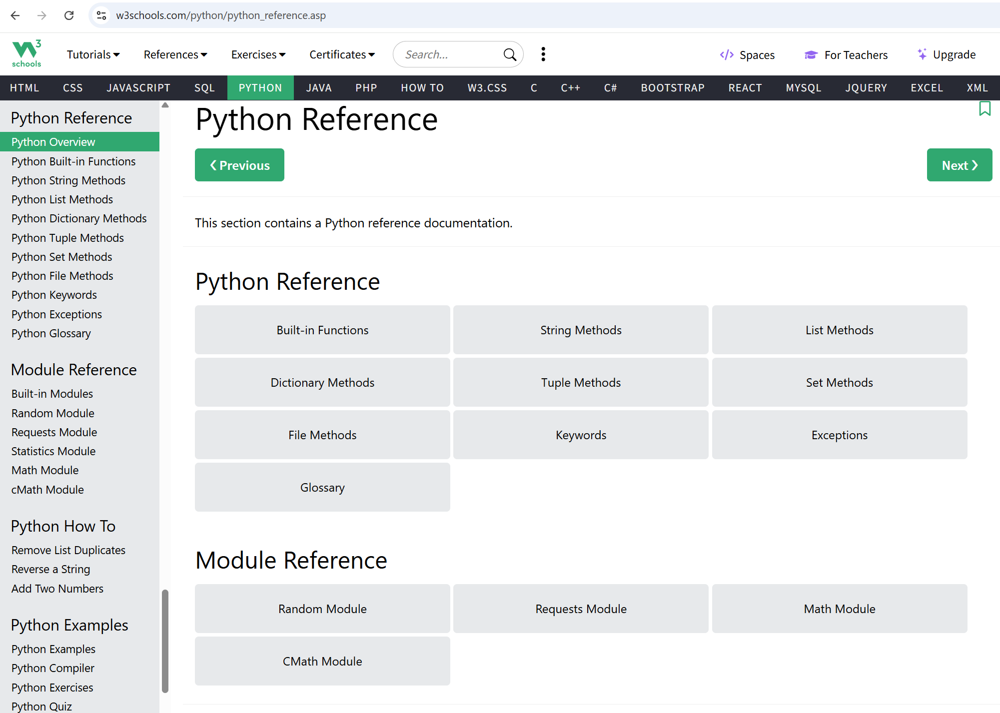 w3schools.com/python/python_reference.asp
W3
schools
Tutorials References Exercises Certificates Search... Spaces For Teachers Upgrade
HTML CSS JAVASCRIPT SQL PYTHON JAVA PHP HOW TO W3.CSS C C++ C# BOOTSTRAP REACT MYSQL JQUERY EXCEL XML
Python Reference
Python Overview
Python Built-in Functions
Python String Methods
Python List Methods
Python Dictionary Methods
Python Tuple Methods
Python Set Methods
Python File Methods
Python Keywords
Python Exceptions
Python Glossary
Module Reference
Built-in Modules
Random Module
Requests Module
Statistics Module
Math Module
cMath Module
Python How To
Remove List Duplicates
Reverse a String
Add Two Numbers
Python Examples
Python Examples
Python Compiler
Python Exercises
Python Quiz
Python Reference
❮ Previous Next ❯
This section contains a Python reference documentation.
Python Reference
Built-in Functions String Methods List Methods
Dictionary Methods Tuple Methods Set Methods
File Methods Keywords Exceptions
Glossary
Module Reference
Random Module Requests Module Math Module
CMath Module